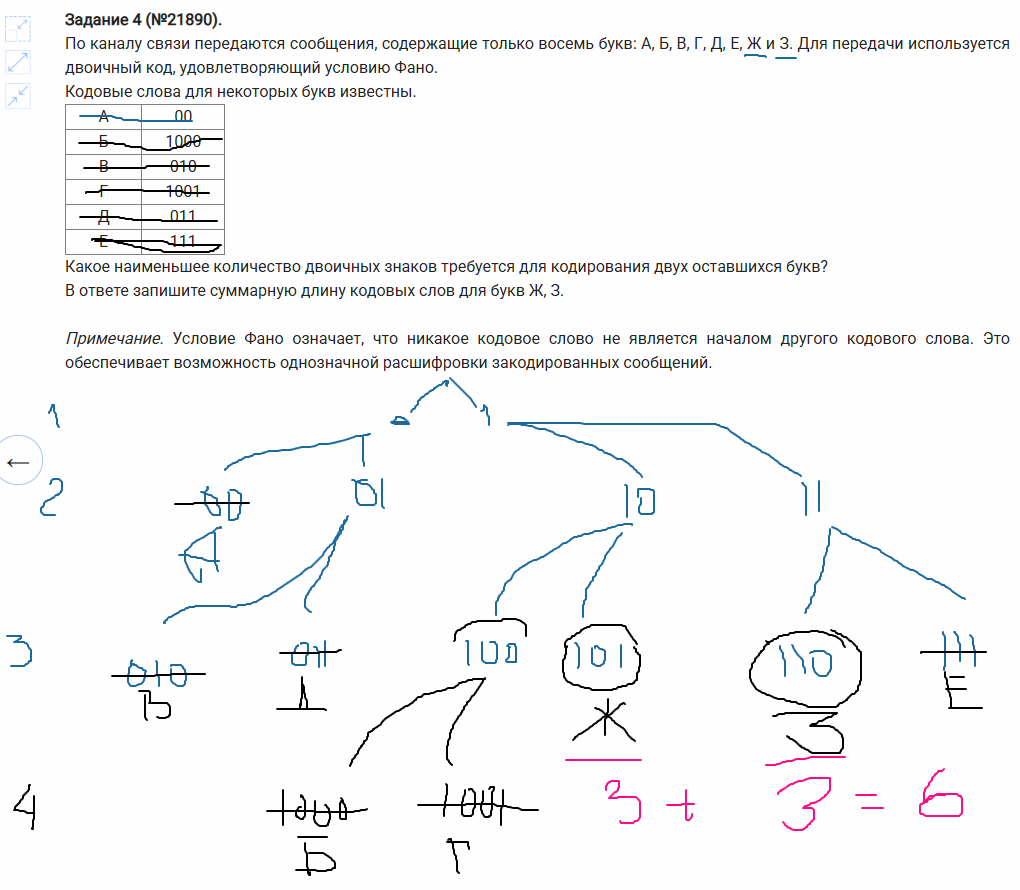 Задание 4 (№21890).
По каналу связи передаются сообщения, содержащие только восемь букв: А, Б, В, Г, Д, Е, Ж и З. Для передачи используется
двоичный код, удовлетворяющий условию Фано.
Кодовые слова для некоторых букв известны.
А 00
Б 1000
В 010
Г 1001
Д 011
Е 111
Какое наименьшее количество двоичных знаков требуется для кодирования двух оставшихся букв?
В ответе запишите суммарную длину кодовых слов для букв Ж, З.
Примечание. Условие Фано означает, что никакое кодовое слово не является началом другого кодового слова. Это
обеспечивает возможность однозначной расшифровки закодированных сообщений.
1 0 1
←
2 00 01 10 11
А
3 010 011 100 101 110 111
В Д Ж З Е
4 1000 1001 3 + 3 = 6
Б Г